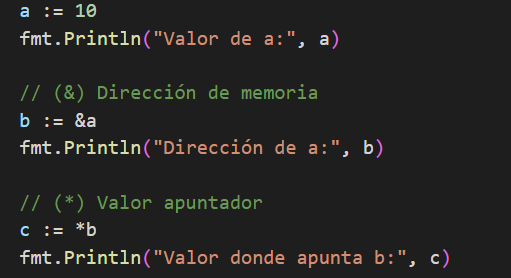 a := 10
fmt.Println("Valor de a:", a)
// (&) Dirección de memoria
b := &a
fmt.Println("Dirección de a:", b)
// (*) Valor apuntador
c := *b
fmt.Println("Valor donde apunta b:", c)